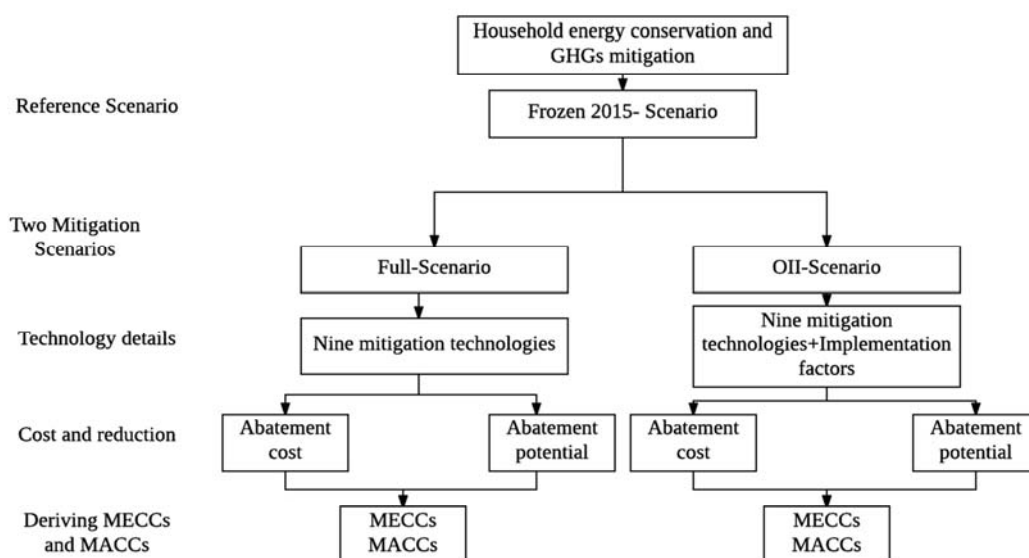 Household energy conservation and
GHGs mitigation
Reference Scenario
Frozen 2015- Scenario
Two Mitigation
Scenarios
Full-Scenario
OII-Scenario
Technology details
Nine mitigation technologies
Nine mitigation
technologies+Implementation
factors
Cost and reduction
Abatement
cost
Abatement
potential
Abatement
cost
Abatement
potential
Deriving MECCs
and MACCs
MECCs
MACCs
MECCs
MACCs